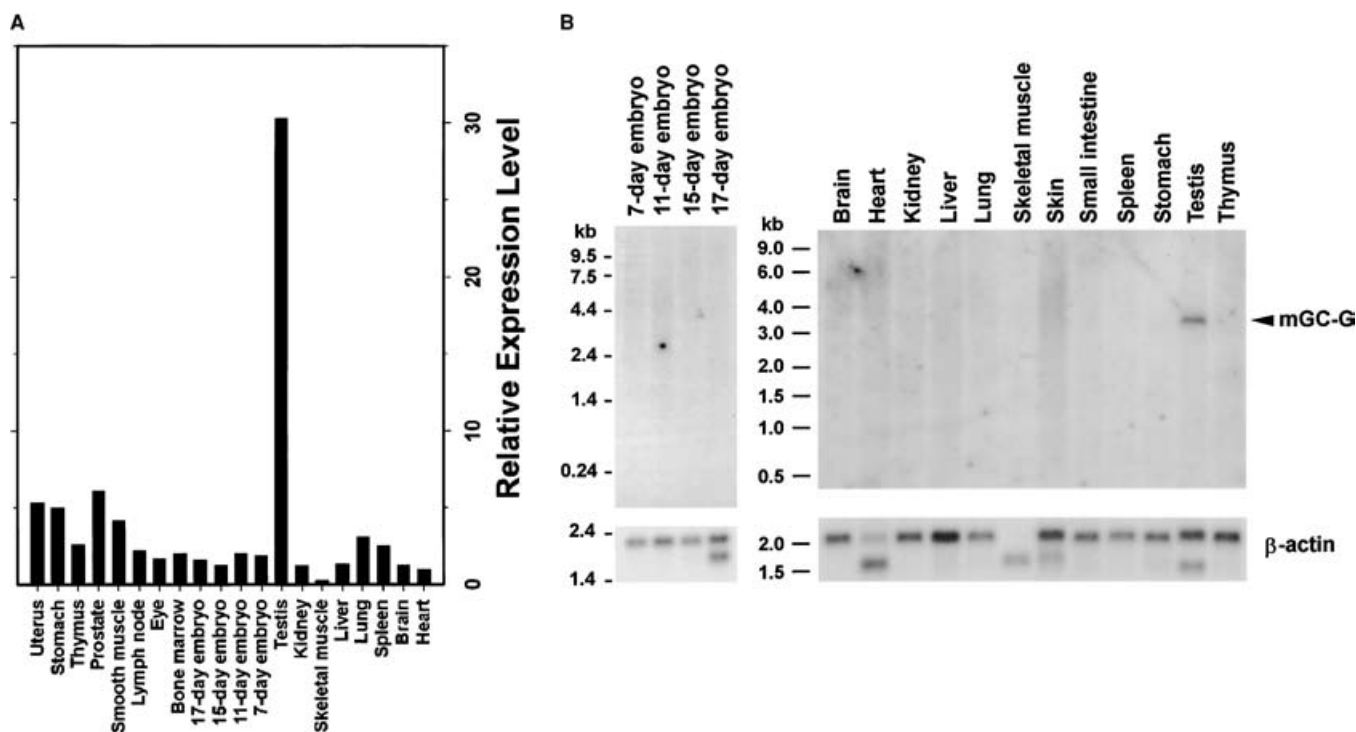 A
30
20
10
0
Relative Expression Level
Uterus
Stomach
Thymus
Prostate
Smooth muscle
Lymph node
Eye
Bone marrow
17-day embryo
15-day embryo
11-day embryo
7-day embryo
Testis
Kidney
Skeletal muscle
Liver
Lung
Spleen
Brain
Heart
B
7-day embryo
11-day embryo
15-day embryo
17-day embryo
kb
9.5
7.5
4.4
2.4
1.4
0.24
2.4
1.4
Brain
Heart
Kidney
Liver
Lung
Skeletal muscle
Skin
Small intestine
Spleen
Stomach
Testis
Thymus
kb
9.0
6.0
4.0
3.0
2.0
1.5
1.0
0.5
mGC-G
2.0
1.5
β-actin